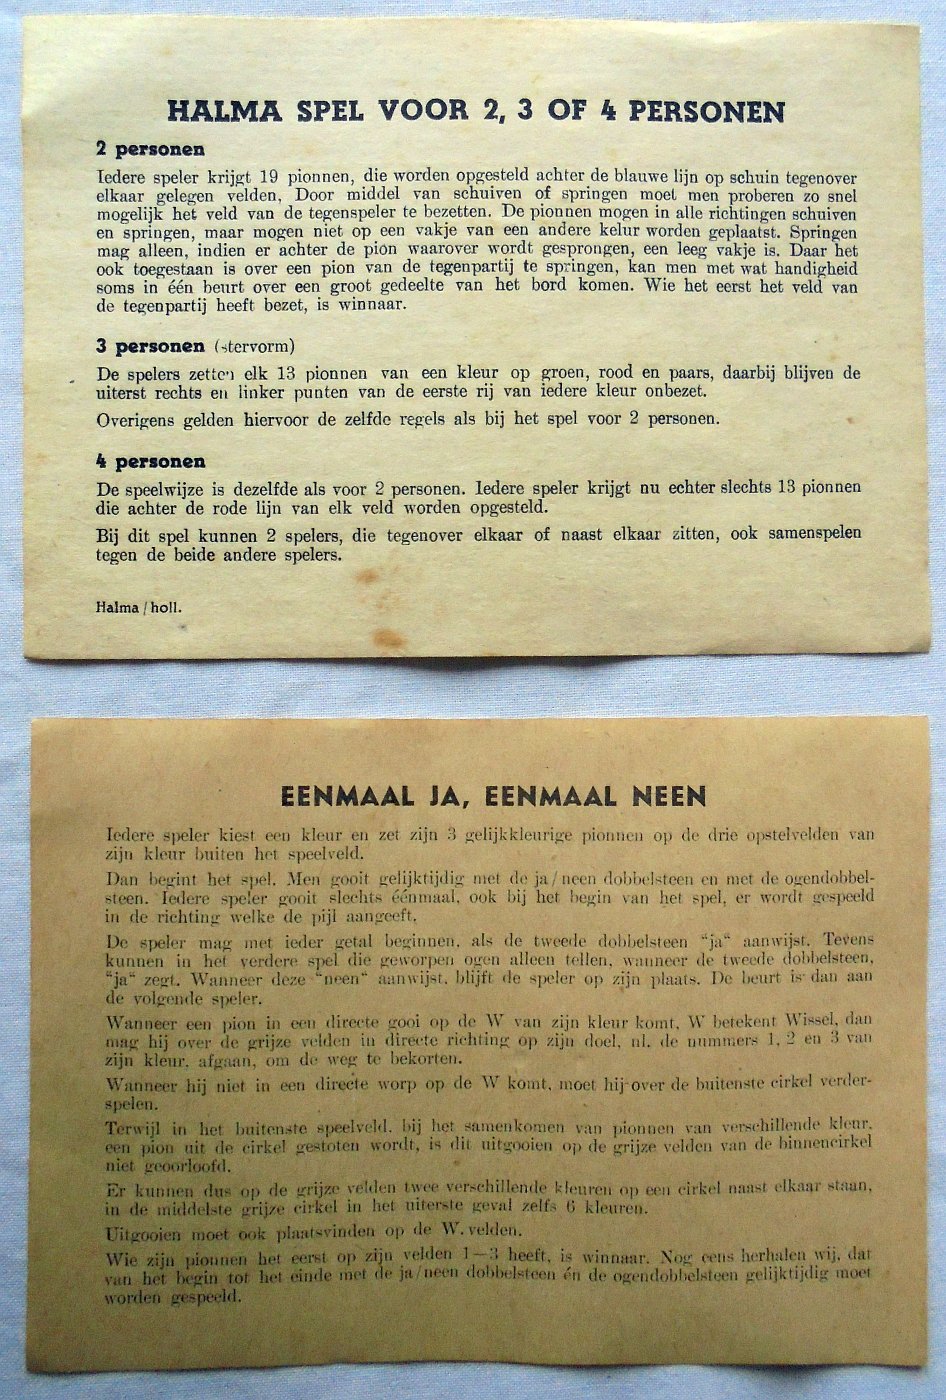 HALMA SPEL VOOR 2, 3 OF 4 PERSONEN
2 personen
Iedere speler krijgt 19 pionnen, die worden opgesteld achter de blauwe lijn op schuin tegenover
elkaar gelegen velden, Door middel van schuiven of springen moet men proberen zo snel
mogelijk het veld van de tegenspeler te bezetten. De pionnen mogen in alle richtingen schuiven
en springen, maar mogen niet op een vakje van een andere kelur worden geplaatst. Springen
mag alleen, indien er achter de pion waarover wordt gesprongen, een leeg vakje is. Daar het
ook toegestaan is over een pion van de tegenpartij te springen, kan men met wat handigheid
soms in één beurt over een groot gedeelte van het bord komen. Wie het eerst het veld van
de tegenpartij heeft bezet, is winnaar.
3 personen (stervorm)
De spelers zetten elk 13 pionnen van een kleur op groen, rood en paars, daarbij blijven de
uiterst rechts en linker punten van de eerste rij van iedere kleur onbezet.
Overigens gelden hiervoor de zelfde regels als bij het spel voor 2 personen.
4 personen
De speelwijze is dezelfde als voor 2 personen. Iedere speler krijgt nu echter slechts 13 pionnen
die achter de rode lijn van elk veld worden opgesteld.
Bij dit spel kunnen 2 spelers, die tegenover elkaar of naast elkaar zitten, ook samenspelen
tegen de beide andere spelers.
Halma / holl.
EENMAAL JA, EENMAAL NEEN
Iedere speler kiest een kleur en zet zijn 3 gelijkkleurige pionnen op de drie opstelvelden van
zijn kleur buiten het speelveld.
Dan begint het spel. Men gooit gelijktijdig met de ja/neen dobbelsteen en met de ogendobbel-
steen. Iedere speler gooit slechts éénmaal, ook bij het begin van het spel, er wordt gespeeld
in de richting welke de pijl aangeeft.
De speler mag met ieder getal beginnen, als de tweede dobbelsteen "ja" aanwijst. Tevens
kunnen in het verdere spel die geworpen ogen alleen tellen, wanneer de tweede dobbelsteen,
"ja" zegt. Wanneer deze "neen" aanwijst, blijft de speler op zijn plaats. De beurt is dan aan
de volgende speler.
Wanneer een pion in een directe gooi op de W van zijn kleur komt, W betekent Wissel, dan
mag hij over de grijze velden in directe richting op zijn doel, nl. de nummers 1, 2 en 3 van
zijn kleur, afgaan, om de weg te bekorten.
Wanneer hij niet in een directe worp op de W komt, moet hij over de buitenste cirkel verder-
spelen.
Terwijl in het buitenste speelveld, bij het samenkomen van pionnen van verschillende kleur,
een pion uit de cirkel gestoten wordt, is dit uitgooien op de grijze velden van de binnencirkel
niet geoorloofd.
Er kunnen dus op de grijze velden twee verschillende kleuren op een cirkel naast elkaar staan,
in de middelste grijze cirkel in het uiterste geval zelfs 6 kleuren.
Uitgooien moet ook plaatsvinden op de W. velden.
Wie zijn pionnen het eerst op zijn velden 1—3 heeft, is winnaar. Nog eens herhalen wij, dat
van het begin tot het einde met de ja/neen dobbelsteen én de ogendobbelsteen gelijktijdig moet
worden gespeeld.